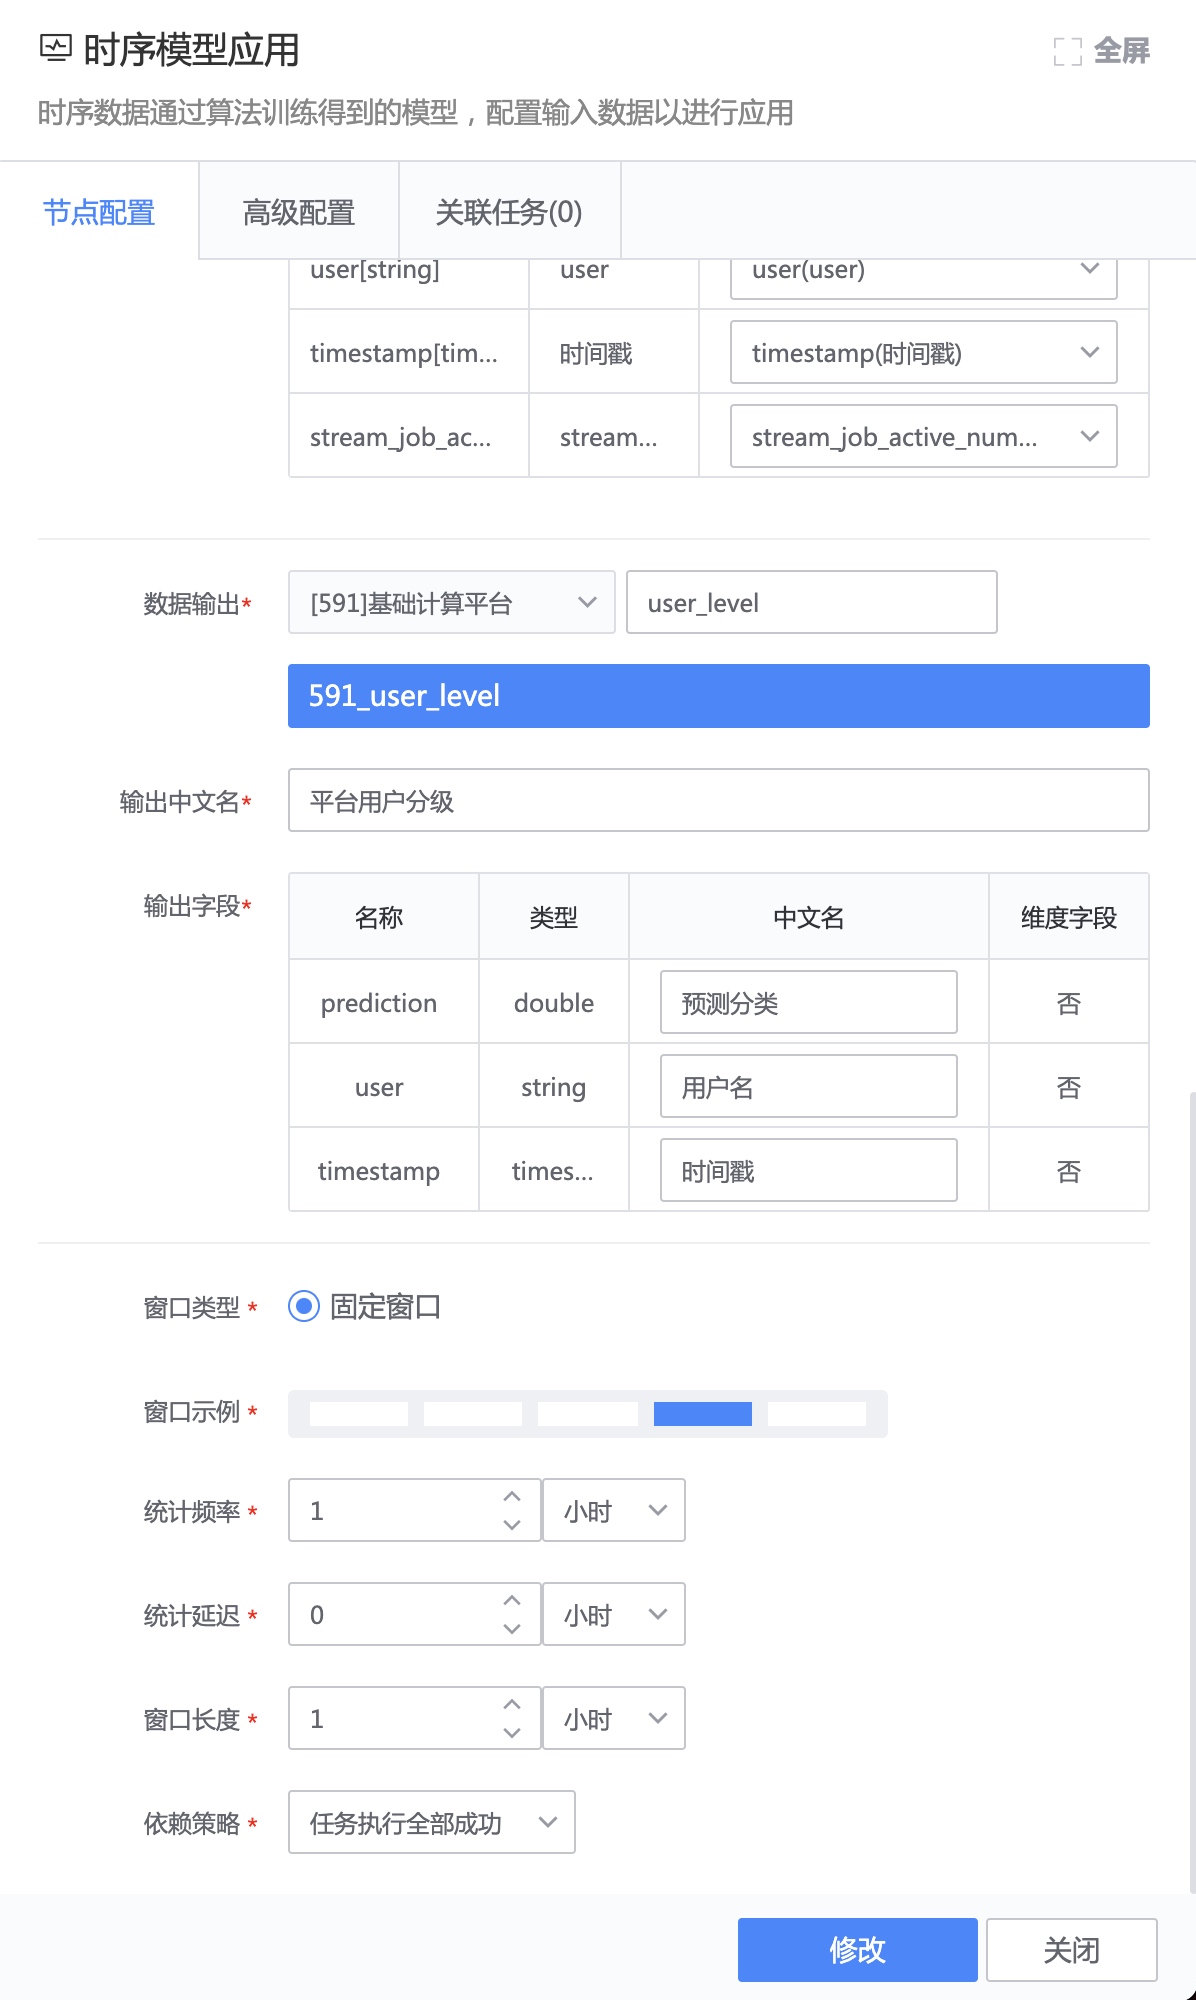 时序模型应用
全屏
时序数据通过算法训练得到的模型，配置输入数据以进行应用
节点配置 高级配置 关联任务(0)
user[string] user user(user)
timestamp[tim... 时间戳 timestamp(时间戳)
stream_job_ac... stream... stream_job_active_num...
数据输出* [591]基础计算平台 user_level
591_user_level
输出中文名* 平台用户分级
输出字段* 名称 类型 中文名 维度字段
prediction double 预测分类 否
user string 用户名 否
timestamp times... 时间戳 否
窗口类型 * 固定窗口
窗口示例 *
统计频率 * 1 小时
统计延迟 * 0 小时
窗口长度 * 1 小时
依赖策略 * 任务执行全部成功
修改 关闭